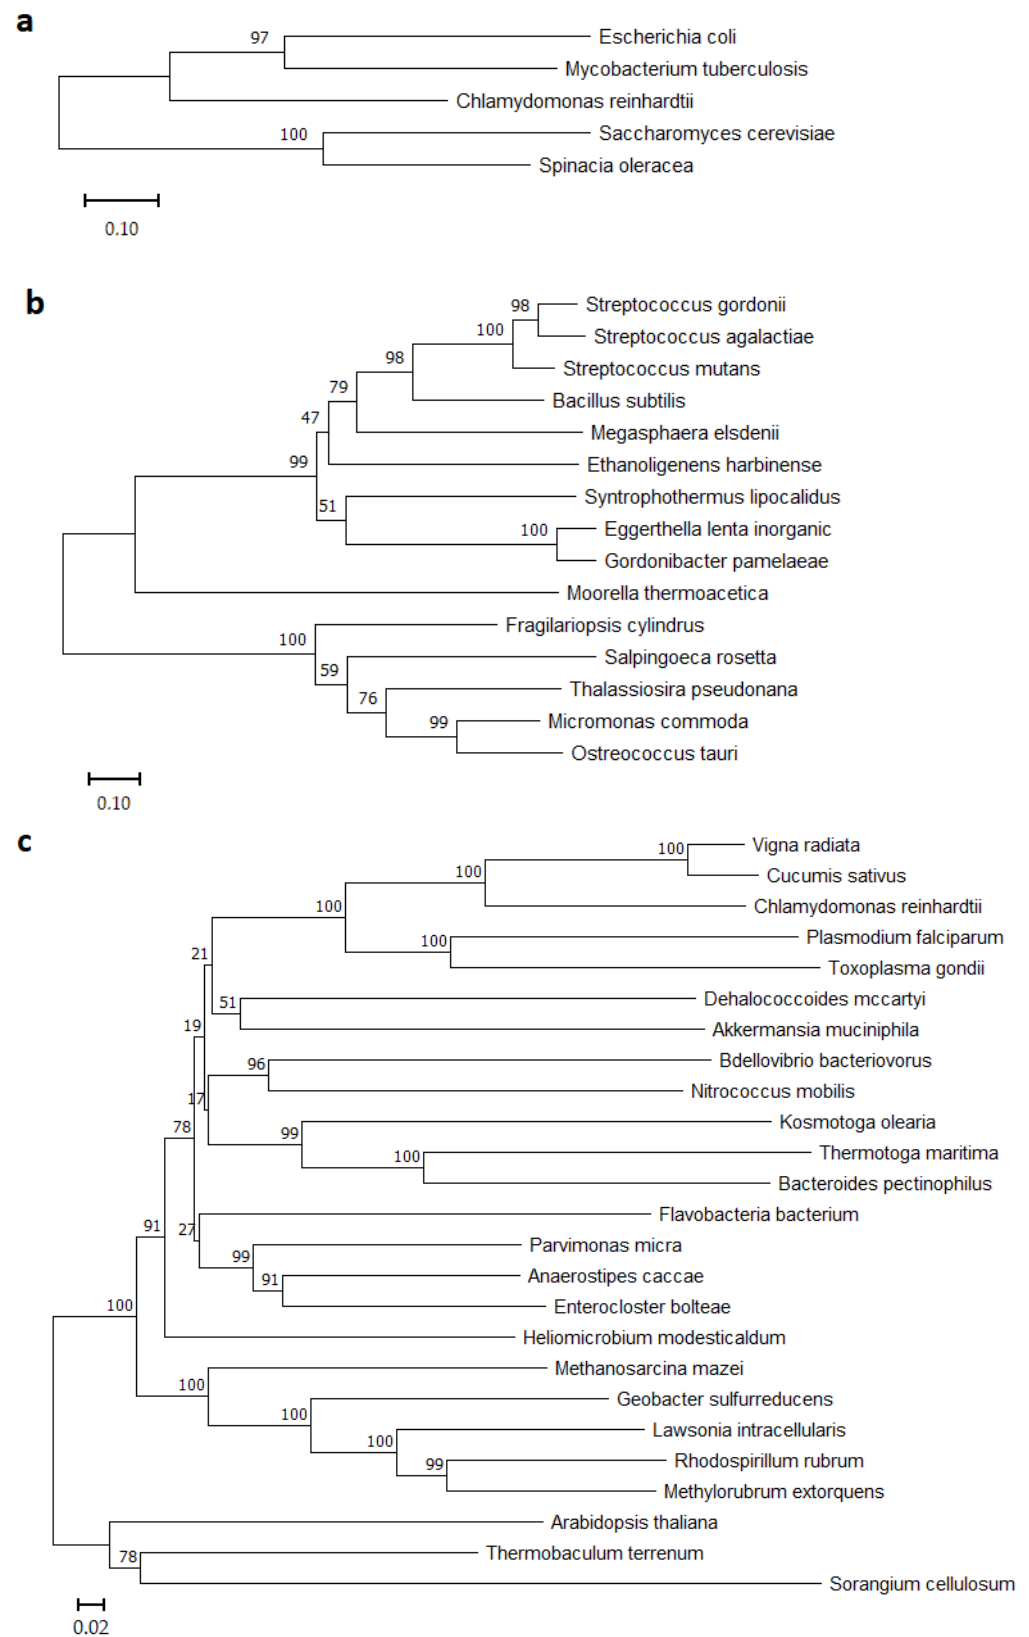 a
97
Escherichia coli
Mycobacterium tuberculosis
Chlamydomonas reinhardtii
100
Saccharomyces cerevisiae
Spinacia oleracea
0.10
b
98
Streptococcus gordonii
100
Streptococcus agalactiae
98
Streptococcus mutans
79
Bacillus subtilis
47
Megasphaera elsdenii
99
Ethanoligenens harbinense
51
Syntrophothermus lipocalidus
100
Eggerthella lenta inorganic
Gordonibacter pamelaeae
Moorella thermoacetica
100
Fragilariopsis cylindrus
59
Salpingoeca rosetta
76
Thalassiosira pseudonana
99
Micromonas commoda
Ostreococcus tauri
0.10
c
100
Vigna radiata
100
Cucumis sativus
100
Chlamydomonas reinhardtii
100
Plasmodium falciparum
21
Toxoplasma gondii
51
Dehalococcoides mccartyi
19
Akkermansia muciniphila
96
Bdellovibrio bacteriovorus
17
Nitrococcus mobilis
78
99
Kosmotoga olearia
100
Thermotoga maritima
Bacteroides pectinophilus
91
27
Flavobacteria bacterium
99
Parvimonas micra
91
Anaerostipes caccae
100
Enterocloster bolteae
Heliomicrobium modesticaldum
100
Methanosarcina mazei
100
Geobacter sulfurreducens
100
Lawsonia intracellularis
99
Rhodospirillum rubrum
Methylorubrum extorquens
Arabidopsis thaliana
78
Thermobaculum terrenum
Sorangium cellulosum
0.02